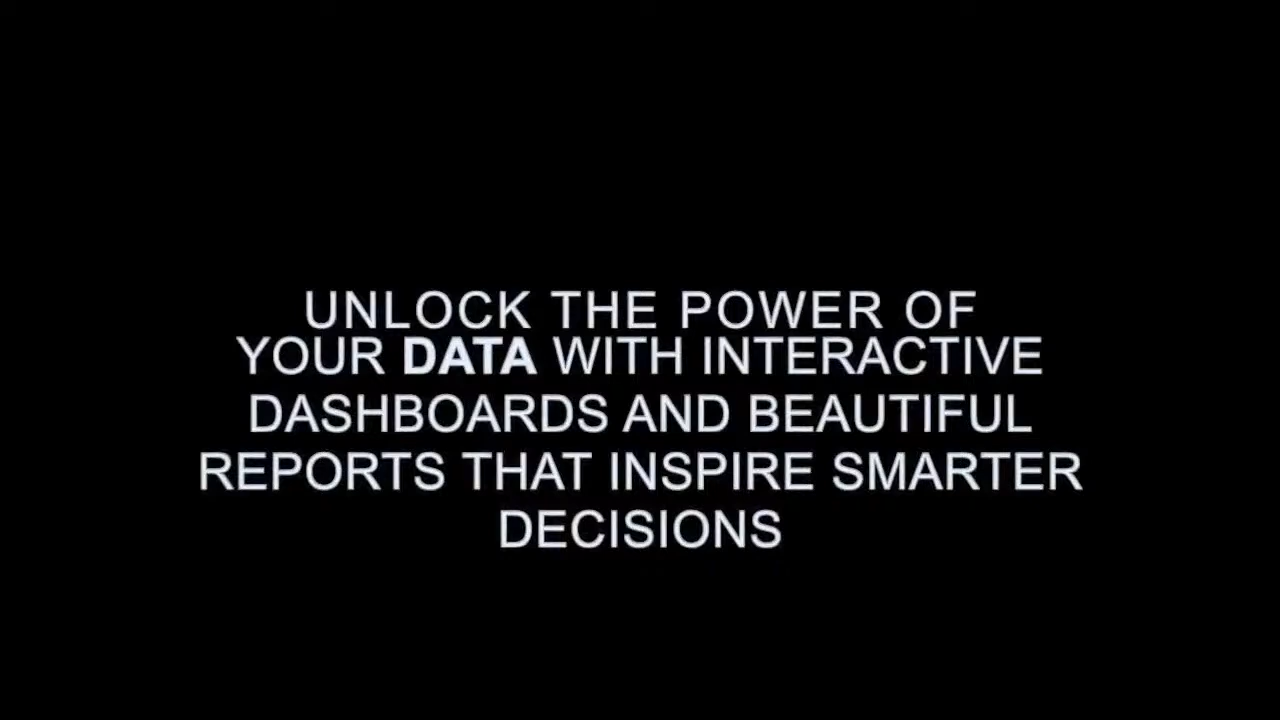 UNLOCK THE POWER OF
YOUR DATA WITH INTERACTIVE
DASHBOARDS AND BEAUTIFUL
REPORTS THAT INSPIRE SMARTER
DECISIONS